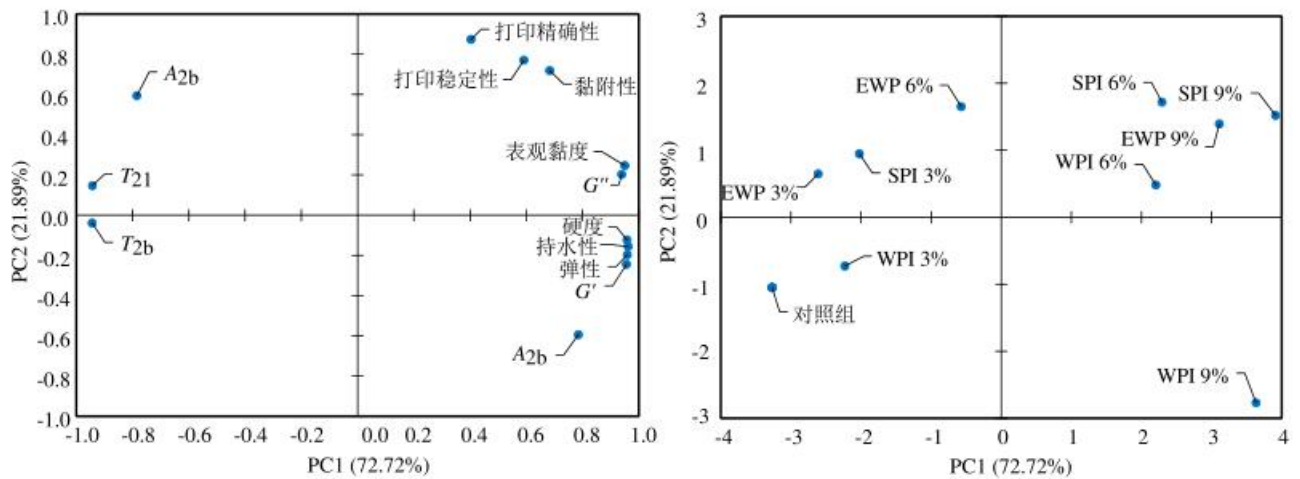 1.0
0.8
0.6
0.4
0.2
0.0
-0.2
-0.4
-0.6
-0.8
-1.0
PC2 (21.89%)
打印精确性
A2b
打印稳定性
黏附性
表观黏度
G″
T21
T2b
硬度
持水性
弹性
G′
A2b
-1.0 -0.8 -0.4 -0.2 0.0 0.2 0.4 0.6 0.8 1.0
PC1 (72.72%)
3
2
1
0
-1
-2
-3
PC2 (21.89%)
EWP 6%
SPI 6%
SPI 9%
EWP 9%
WPI 6%
SPI 3%
EWP 3%
WPI 3%
对照组
WPI 9%
-4 -3 -2 -1 0 1 2 3 4
PC1 (72.72%)